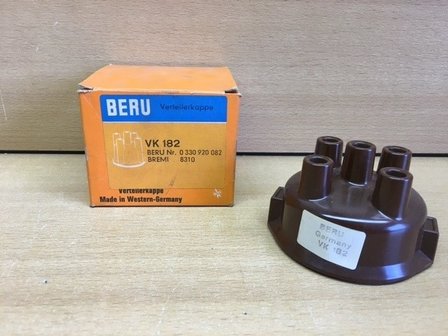 BERU Verteilerkappe
VK 182
BERU Nr. 0 330 920 082
BREMI 8310
Verteilerkappe
Made in Western-Germany
BERU
Germany
VK 182